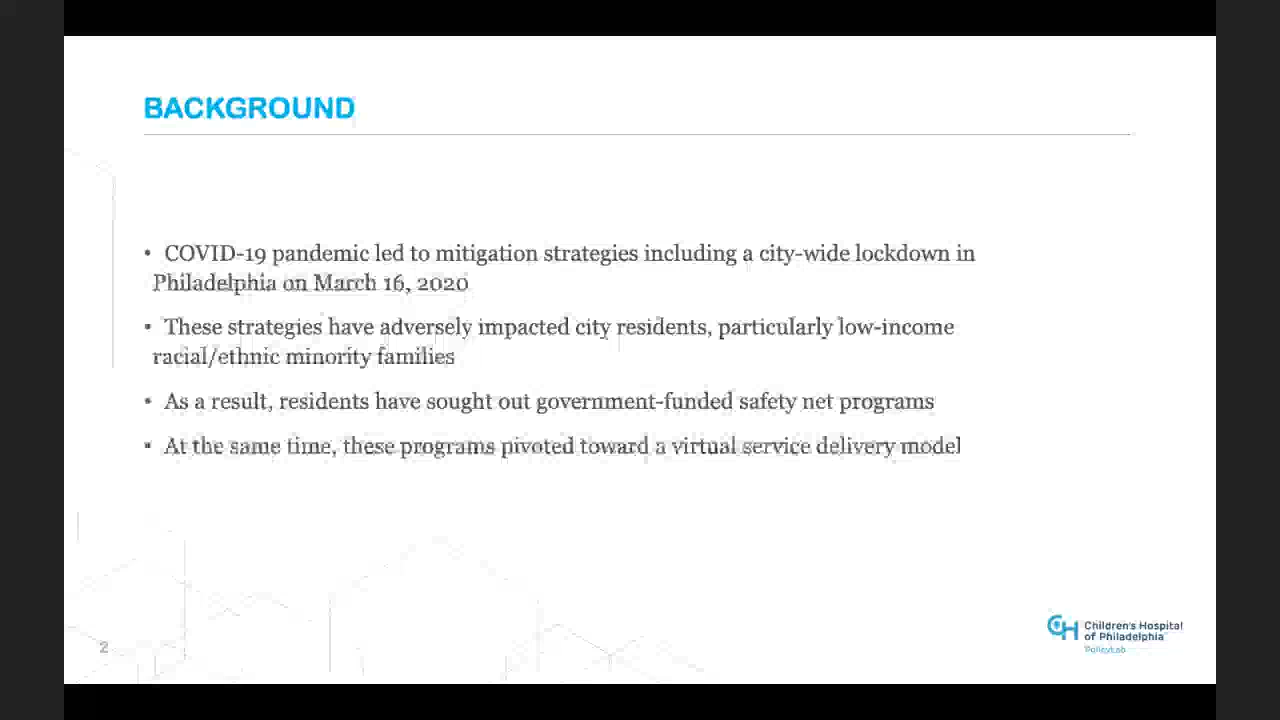 BACKGROUND
• COVID-19 pandemic led to mitigation strategies including a city-wide lockdown in
Philadelphia on March 16, 2020
• These strategies have adversely impacted city residents, particularly low-income
racial/ethnic minority families
• As a result, residents have sought out government-funded safety net programs
• At the same time, these programs pivoted toward a virtual service delivery model
2
CH Children's Hospital
of Philadelphia
PolicyLab